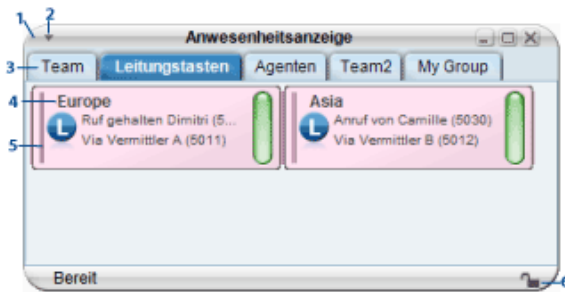 1 2
Anwesenheitsanzeige
3 Team Leitungstasten Agenten Team2 My Group
4 Europe Asia
L Ruf gehalten Dimitri (5... L Anruf von Camille (5030)
5 Via Vermittler A (5011) Via Vermittler B (5012)
Bereit 6